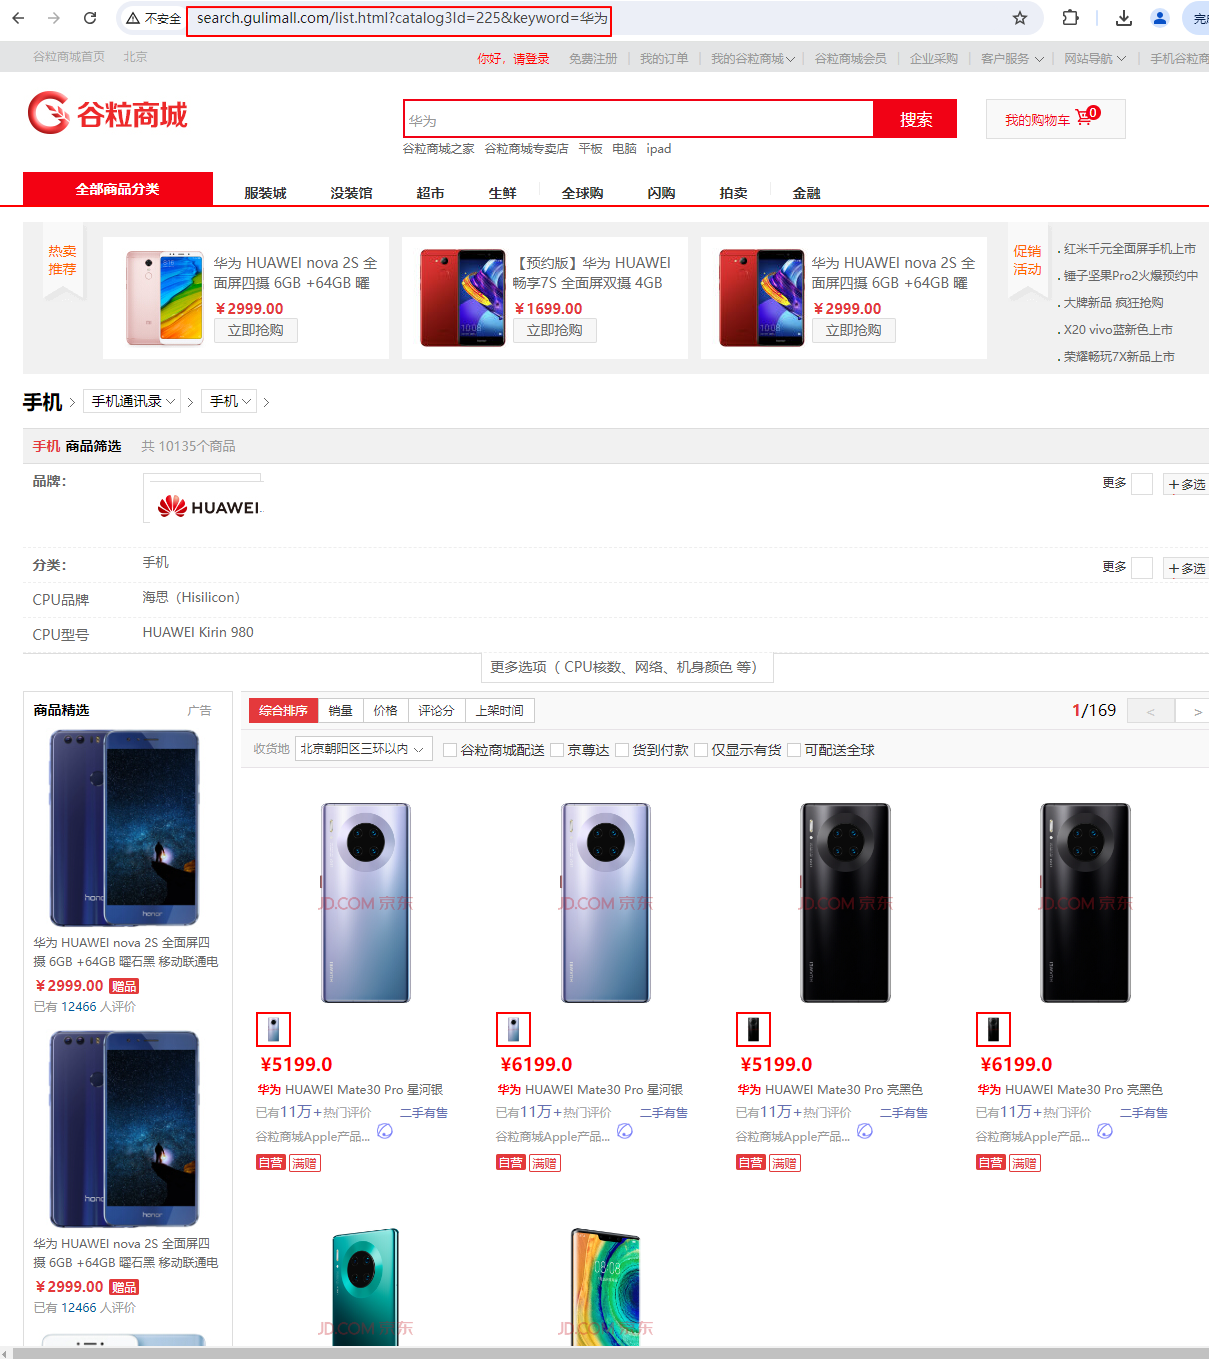 不安全
search.gulimall.com/list.html?catalog3Id=225&keyword=华为
谷粒商城首页 北京
你好，请登录 免费注册 我的订单 我的谷粒商城 谷粒商城会员 企业采购 客户服务 网站导航 手机谷粒商
谷粒商城
华为
搜索
我的购物车 0
谷粒商城之家 谷粒商城专卖店 平板 电脑 ipad
全部商品分类 服装城 没装馆 超市 生鲜 全球购 闪购 拍卖 金融
热卖
推荐
华为 HUAWEI nova 2S 全
面屏四摄 6GB +64GB 曜
￥2999.00
立即抢购
【预约版】华为 HUAWEI
畅享7S 全面屏双摄 4GB
￥1699.00
立即抢购
华为 HUAWEI nova 2S 全
面屏四摄 6GB +64GB 曜
￥2999.00
立即抢购
促销
活动
. 红米千元全面屏手机上市
. 锤子坚果Pro2火爆预约中
. 大牌新品 疯狂抢购
. X20 vivo蓝新色上市
. 荣耀畅玩7X新品上市
手机 > 手机通讯录 > 手机 >
手机 商品筛选 共 10135个商品
品牌：
HUAWEI
更多 +多选
分类： 手机 更多 +多选
CPU品牌 海思（Hisilicon）
CPU型号 HUAWEI Kirin 980
更多选项（ CPU核数、网络、机身颜色 等）
商品精选 广告
honor
honor
华为 HUAWEI nova 2S 全面屏四
摄 6GB +64GB 曜石黑 移动联通电
￥2999.00 赠品
已有 12466 人评价
honor
honor
华为 HUAWEI nova 2S 全面屏四
摄 6GB +64GB 曜石黑 移动联通电
￥2999.00 赠品
已有 12466 人评价
综合排序 销量 价格 评论分 上架时间
1/169 < >
收货地 北京朝阳区三环以内 谷粒商城配送 京尊达 货到付款 仅显示有货 可配送全球
JD.COM 京东
HUAWEI
¥5199.0
华为 HUAWEI Mate30 Pro 星河银
已有11万+热门评价 二手有售
谷粒商城Apple产品...
自营 满赠
JD.COM 京东
HUAWEI
¥6199.0
华为 HUAWEI Mate30 Pro 星河银
已有11万+热门评价 二手有售
谷粒商城Apple产品...
自营 满赠
JD.COM 京东
HUAWEI
¥5199.0
华为 HUAWEI Mate30 Pro 亮黑色
已有11万+热门评价 二手有售
谷粒商城Apple产品...
自营 满赠
JD.COM 京东
HUAWEI
¥6199.0
华为 HUAWEI Mate30 Pro 亮黑色
已有11万+热门评价 二手有售
谷粒商城Apple产品...
自营 满赠
JD.COM 京东
08:08
JD.COM 京东